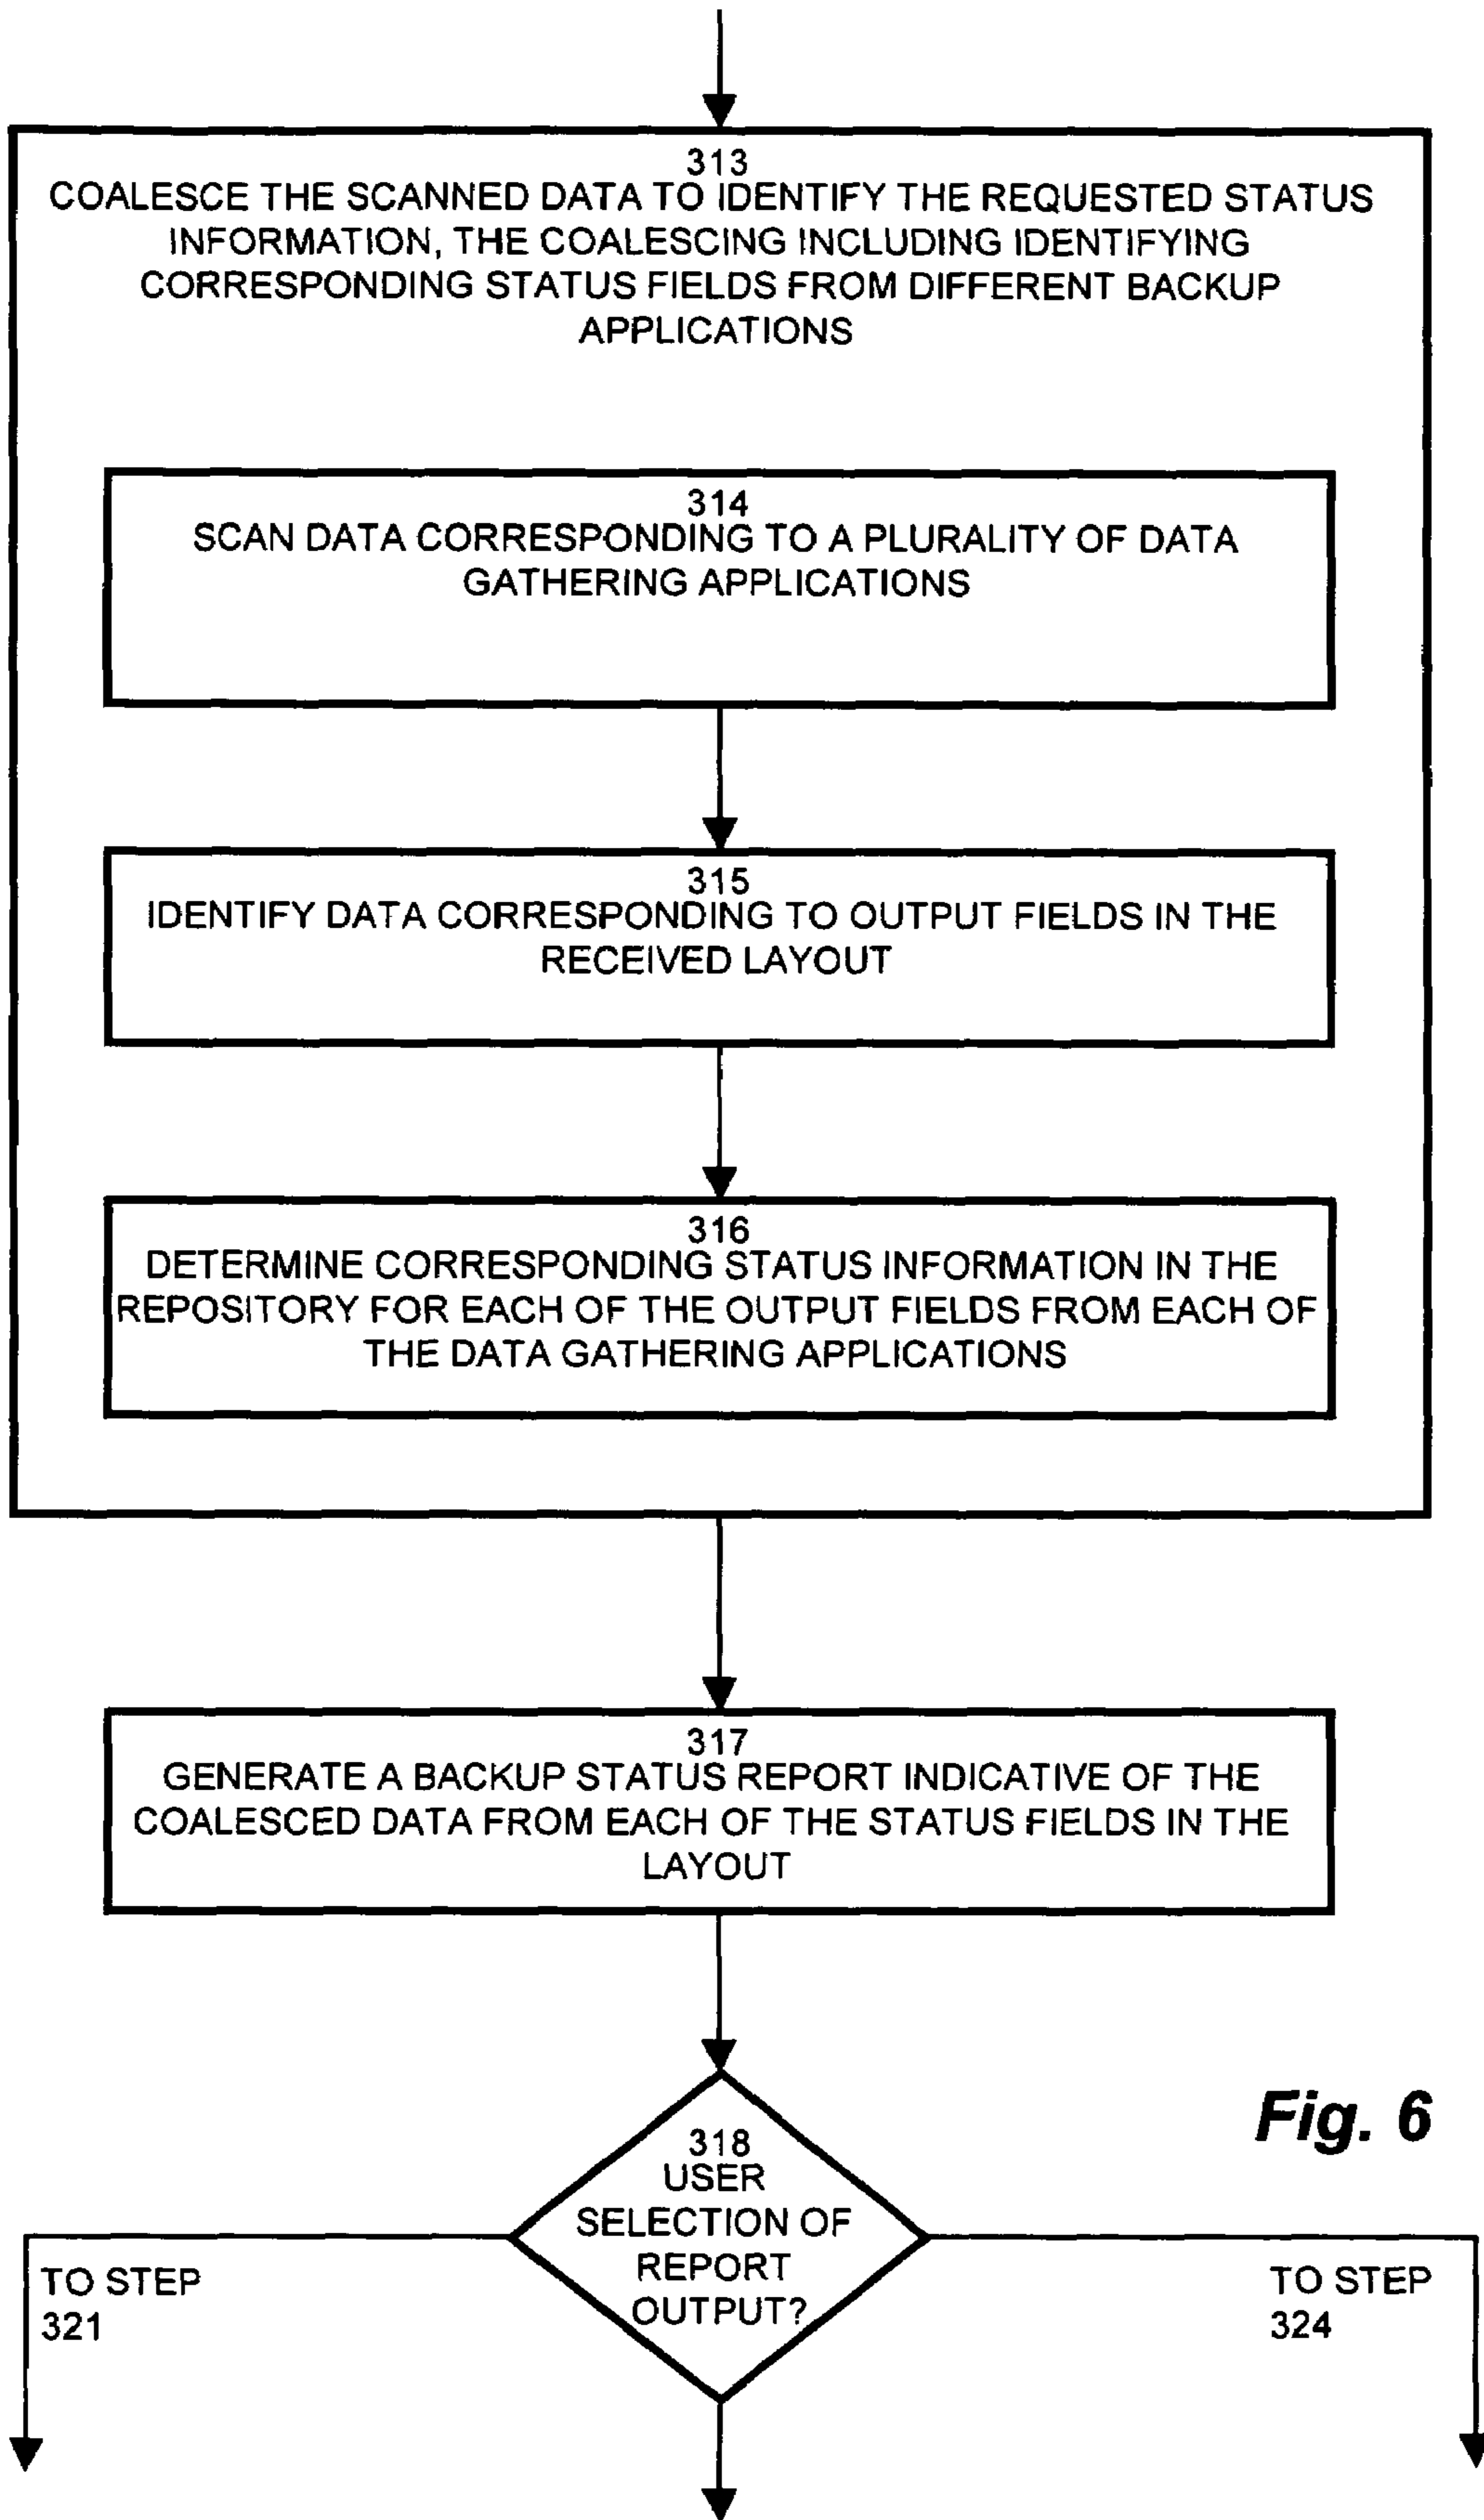 313
COALESCE THE SCANNED DATA TO IDENTIFY THE REQUESTED STATUS
INFORMATION, THE COALESCING INCLUDING IDENTIFYING
CORRESPONDING STATUS FIELDS FROM DIFFERENT BACKUP
APPLICATIONS
314
SCAN DATA CORRESPONDING TO A PLURALITY OF DATA
GATHERING APPLICATIONS
315
IDENTIFY DATA CORRESPONDING TO OUTPUT FIELDS IN THE
RECEIVED LAYOUT
316
DETERMINE CORRESPONDING STATUS INFORMATION IN THE
REPOSITORY FOR EACH OF THE OUTPUT FIELDS FROM EACH OF
THE DATA GATHERING APPLICATIONS
317
GENERATE A BACKUP STATUS REPORT INDICATIVE OF THE
COALESCED DATA FROM EACH OF THE STATUS FIELDS IN THE
LAYOUT
Fig. 6
318
USER
SELECTION OF
REPORT
OUTPUT?
TO STEP
321
TO STEP
324